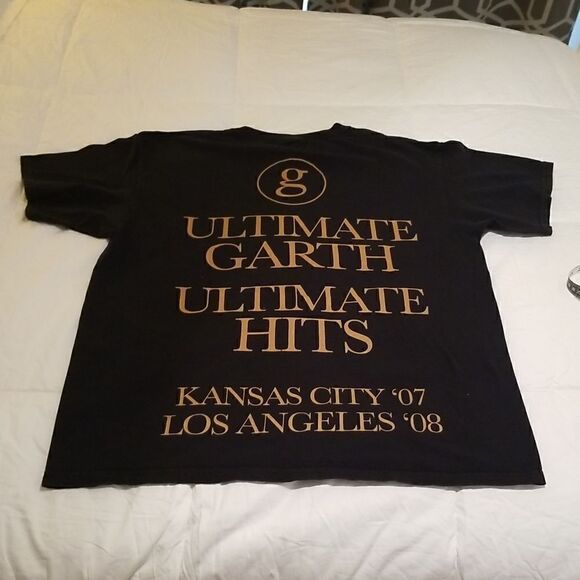 g
ULTIMATE
GARTH
ULTIMATE
HITS
KANSAS CITY ‘07
LOS ANGELES ‘08